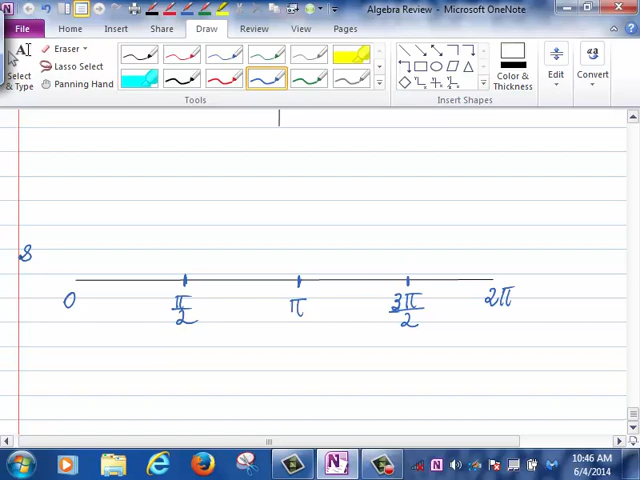 Algebra Review - Microsoft OneNote
File Home Insert Share Draw Review View Pages
Select & Type
Eraser
Lasso Select
Panning Hand
Color & Thickness
Edit
Convert
Tools
Insert Shapes
S
0 π/2 π 3π/2 2π
10:46 AM
6/4/2014